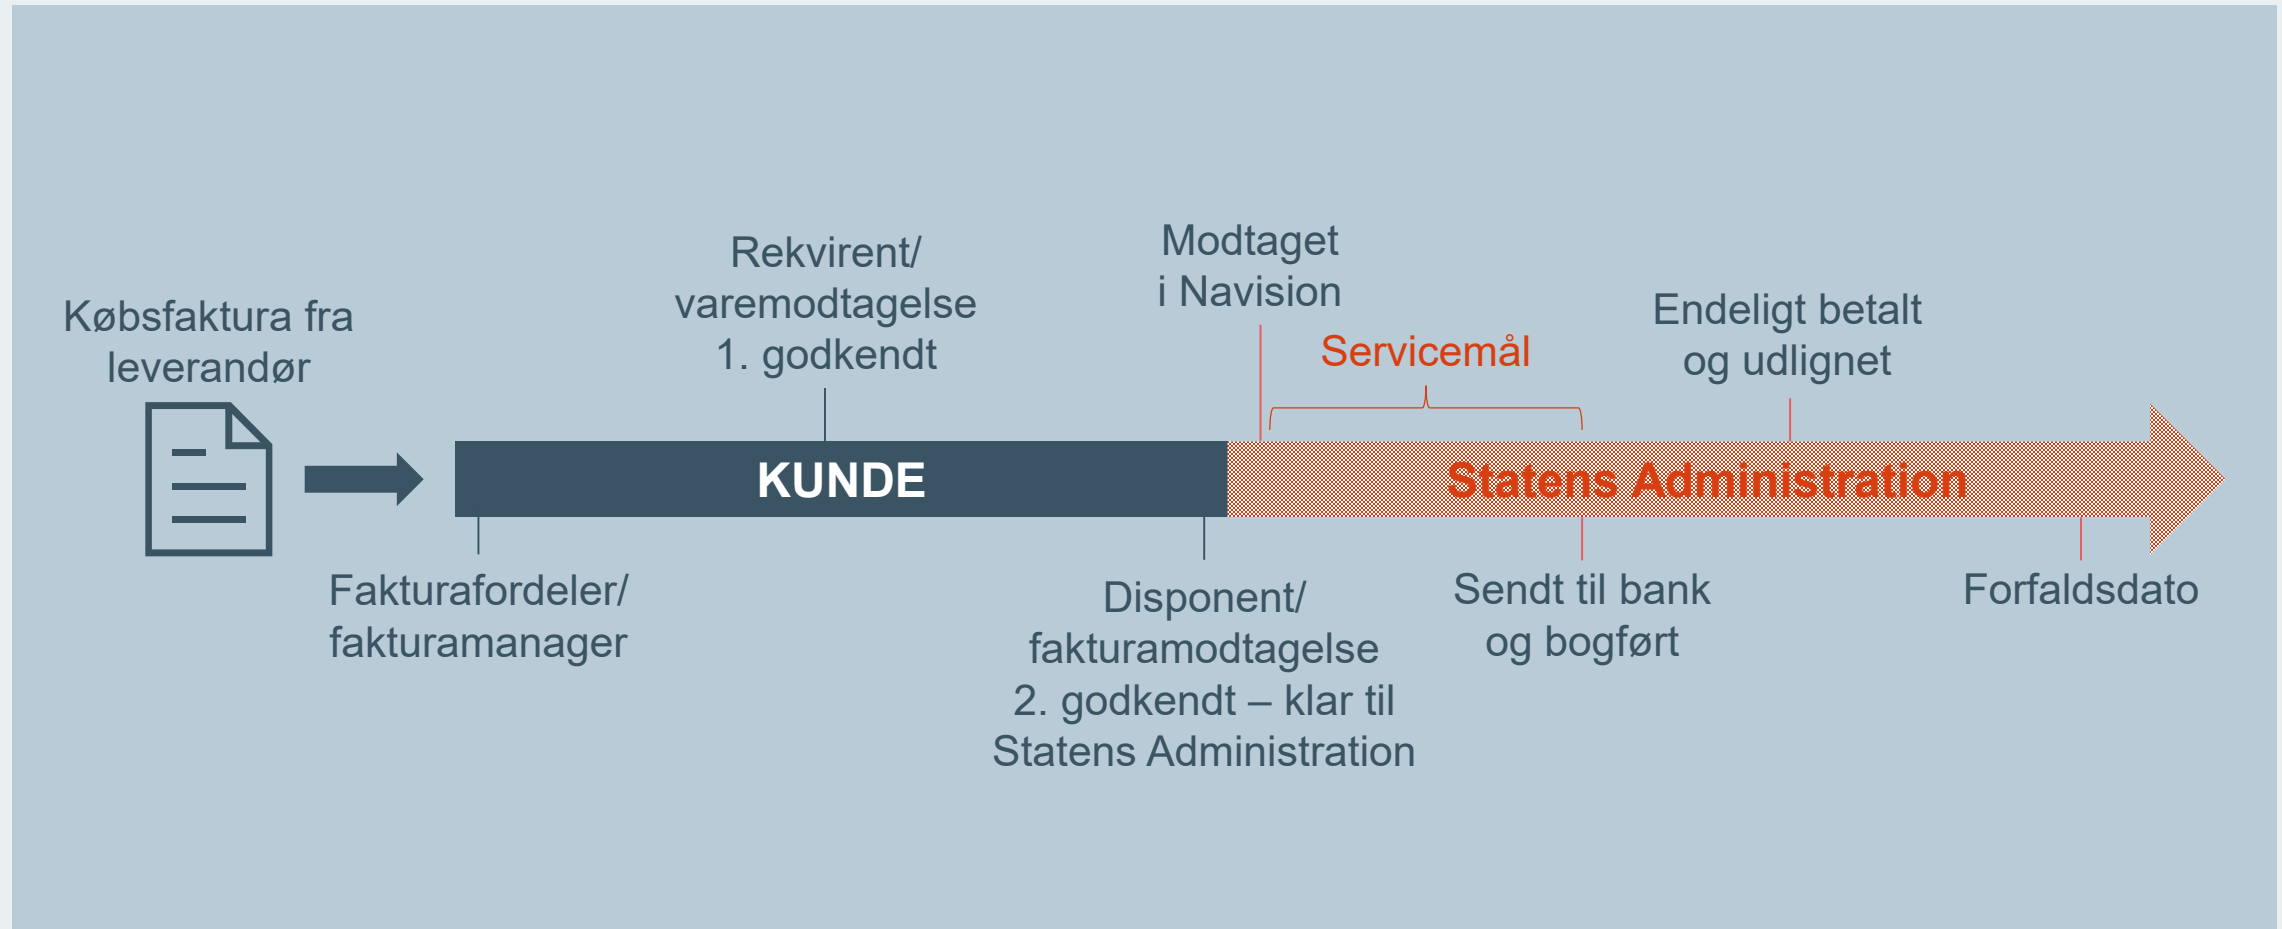 Købsfaktura fra
leverandør
Fakturafordeler/
fakturamanager
Rekvirent/
varemodtagelse
1. godkendt
KUNDE
Disponent/
fakturamodtagelse
2. godkendt – klar til
Statens Administration
Modtaget
i Navision
Servicemål
Statens Administration
Sendt til bank
og bogført
Endeligt betalt
og udlignet
Forfaldsdato